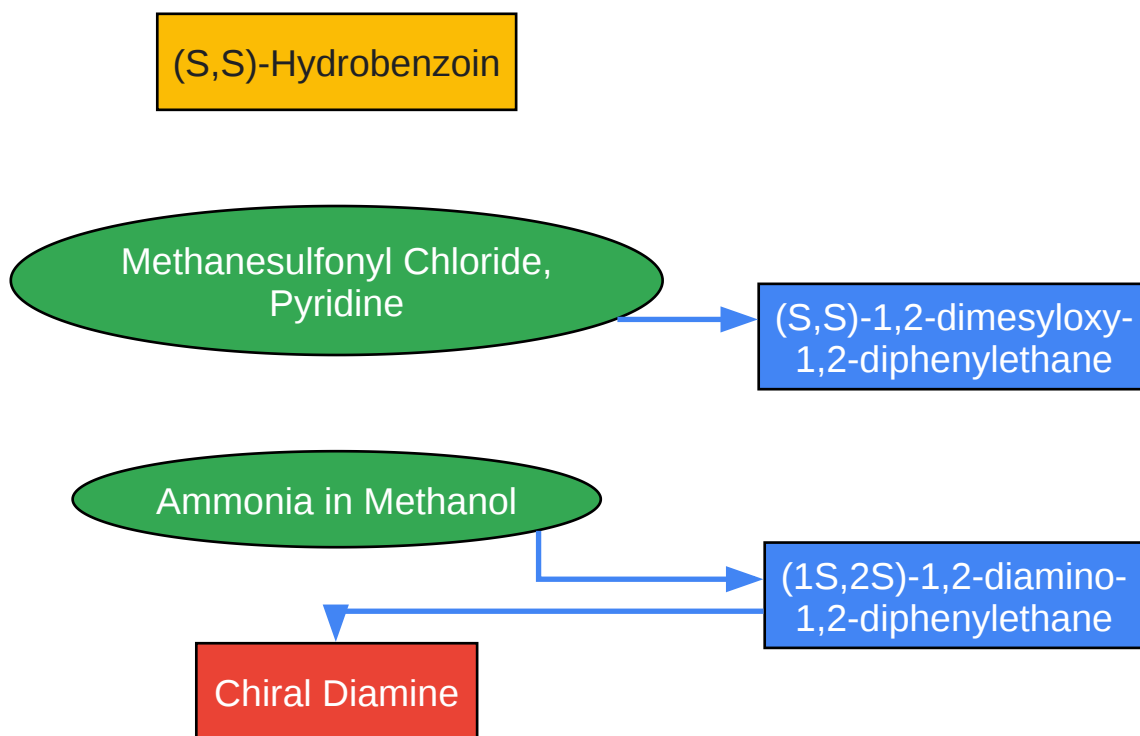 (S,S)-Hydrobenzoin
Methanesulfonyl Chloride,
Pyridine
(S,S)-1,2-dimesyloxy-
1,2-diphenylethane
Ammonia in Methanol
(1S,2S)-1,2-diamino-
1,2-diphenylethane
Chiral Diamine